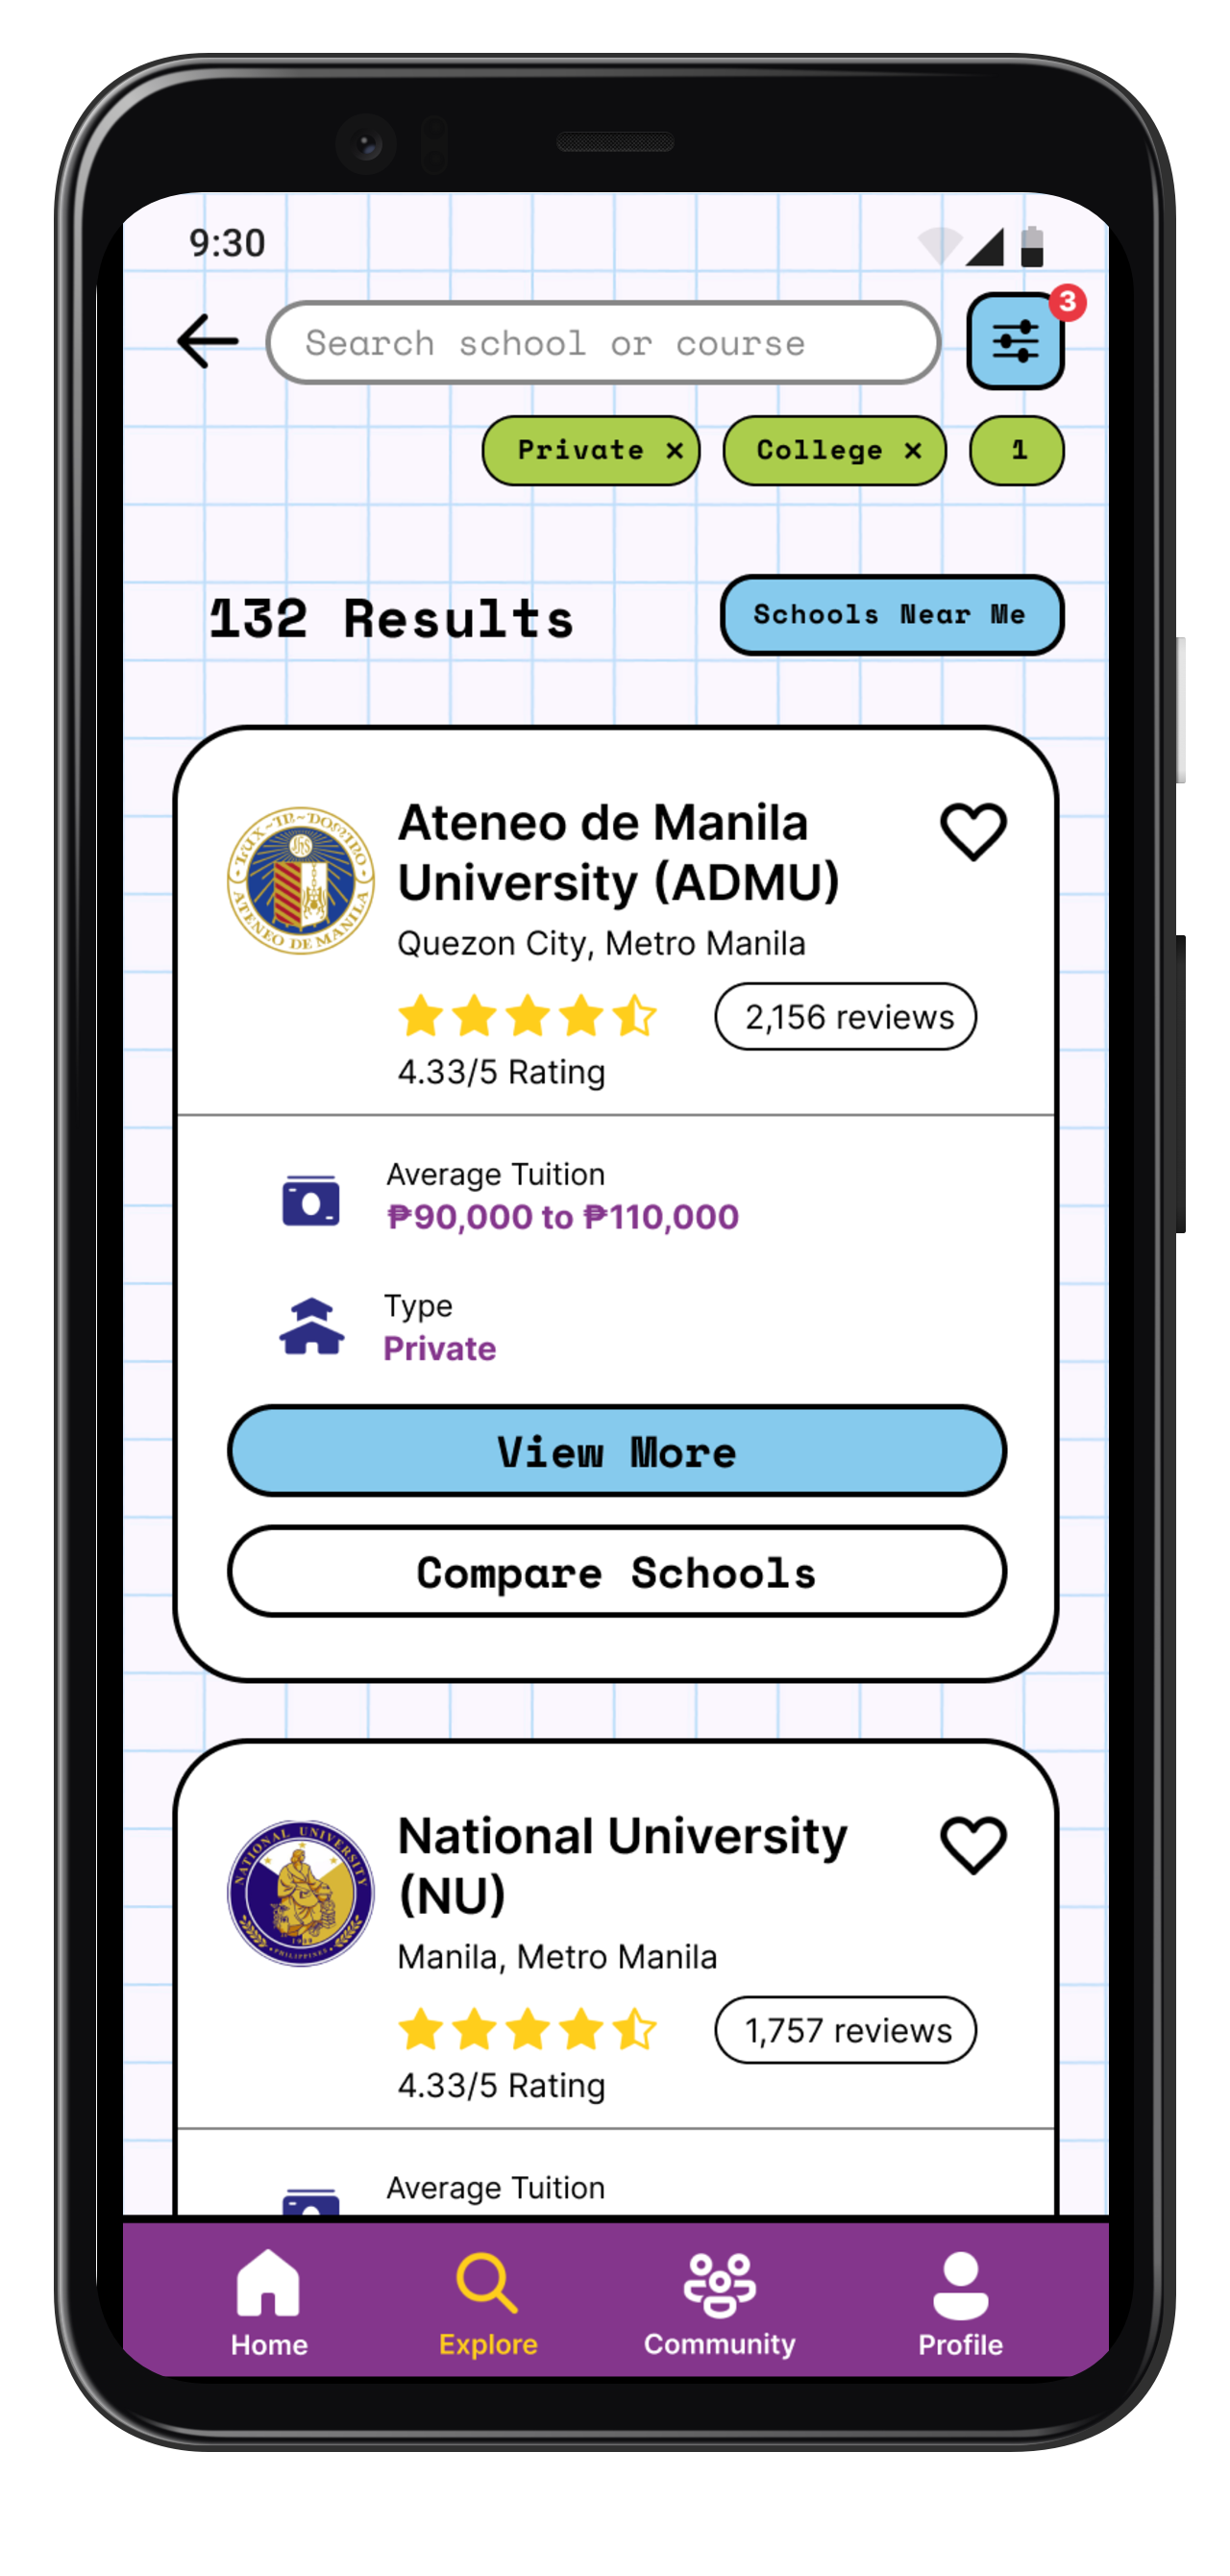 9:30
Search school or course
3
Private ×
College ×
1
132 Results
Schools Near Me
LUX~IN~DOMINO
ATENEO DE MANILA
Ateneo de Manila
University (ADMU)
Quezon City, Metro Manila
2,156 reviews
4.33/5 Rating
Average Tuition
₱90,000 to ₱110,000
Type
Private
View More
Compare Schools
NATIONAL UNIVERSITY
PHILIPPINES
National University
(NU)
Manila, Metro Manila
1,757 reviews
4.33/5 Rating
Average Tuition
Home
Explore
Community
Profile